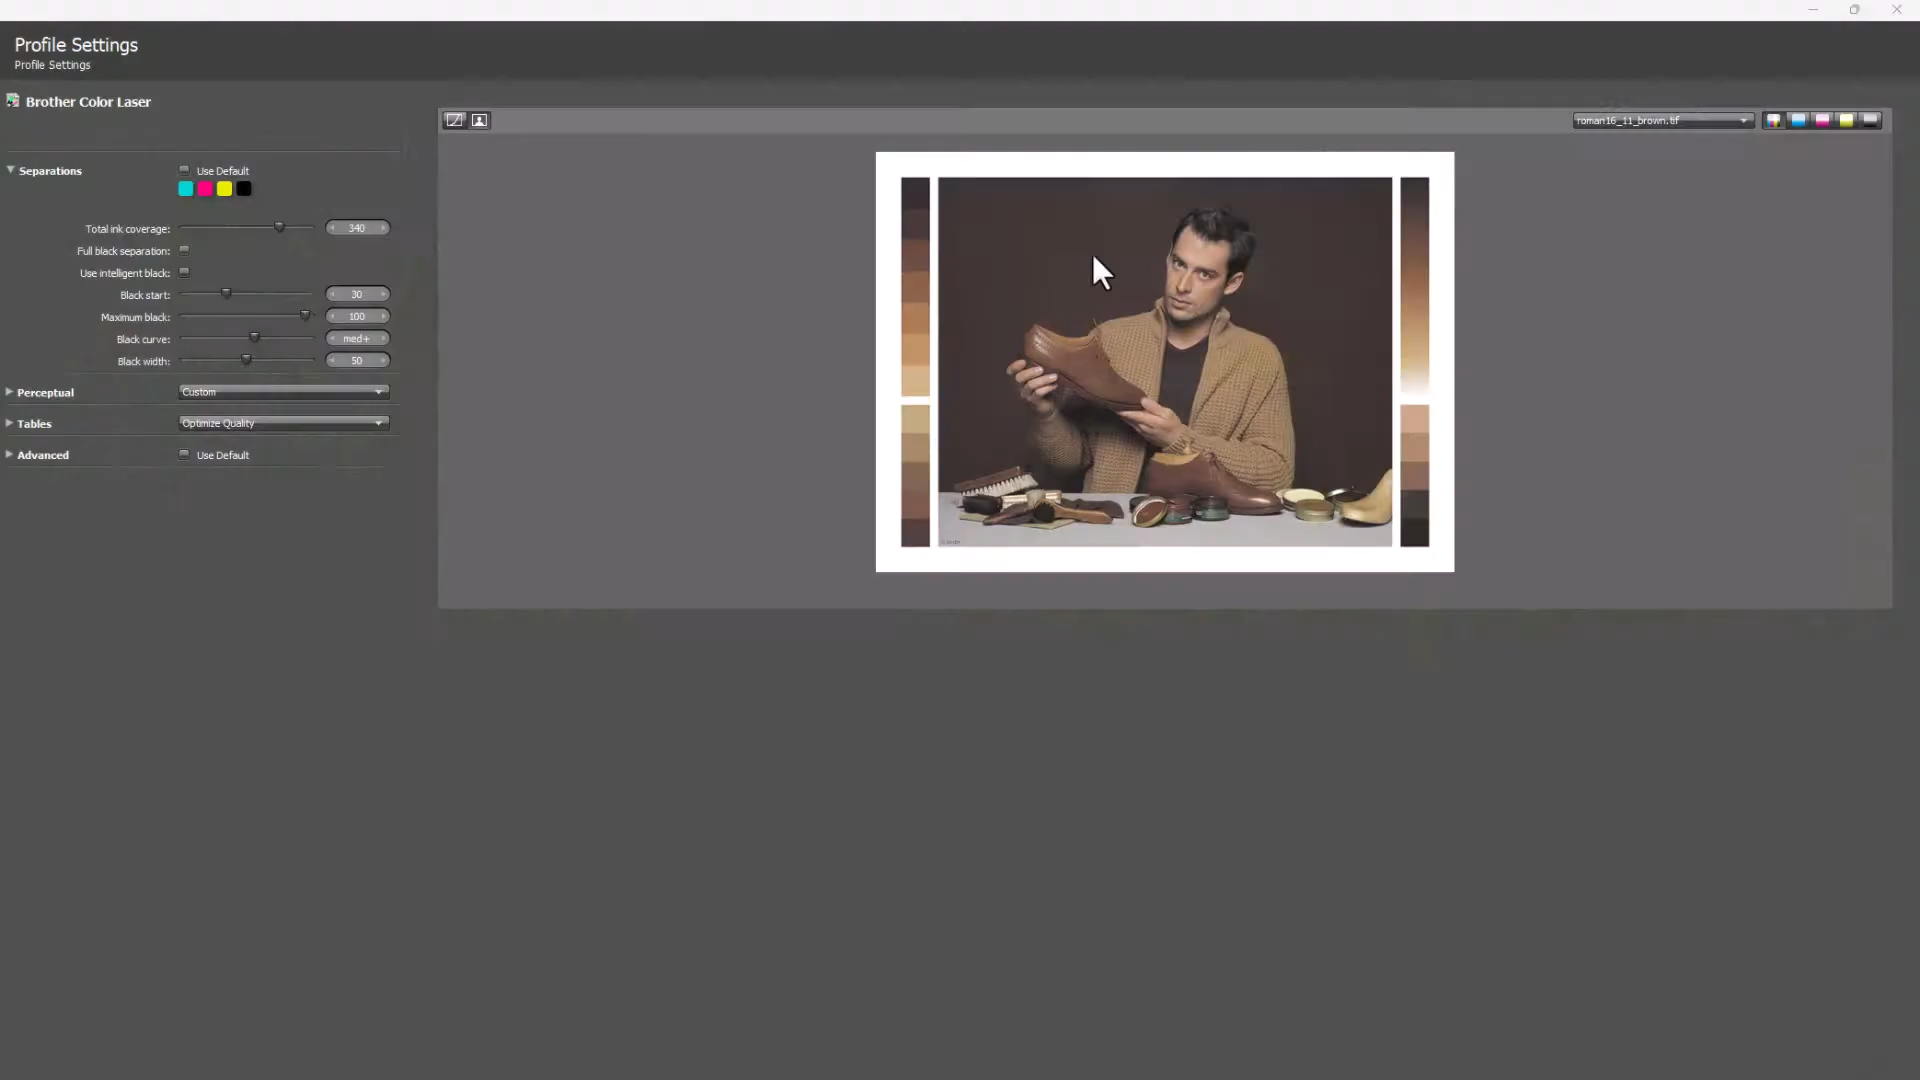 Profile Settings
Profile Settings
Brother Color Laser
roman16_11_brown.tif
Separations
Use Default
Total ink coverage:
340
Full black separation:
Use intelligent black:
Black start:
30
Maximum black:
100
Black curve:
med+
Black width:
50
Perceptual
Custom
Tables
Optimize Quality
Advanced
Use Default